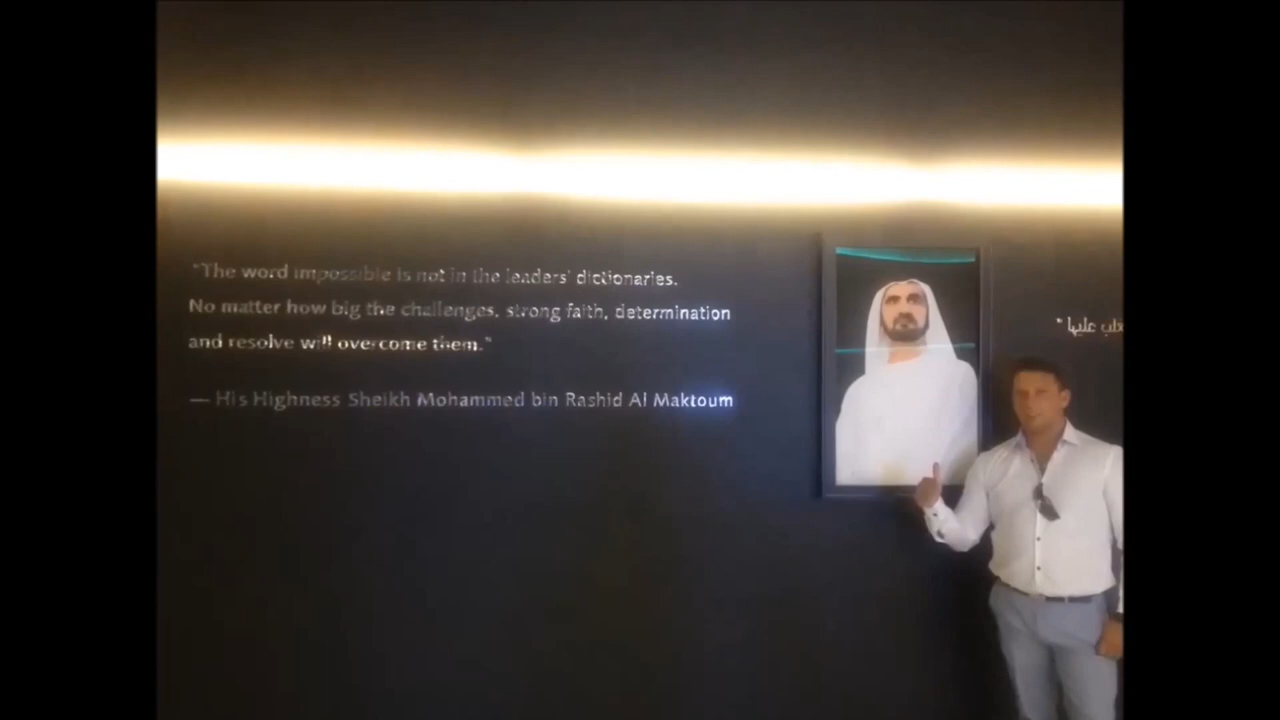 "The word impossible is not in the leaders' dictionaries.
No matter how big the challenges, strong faith, determination
and resolve will overcome them."
— His Highness Sheikh Mohammed bin Rashid Al Maktoum
عليها "